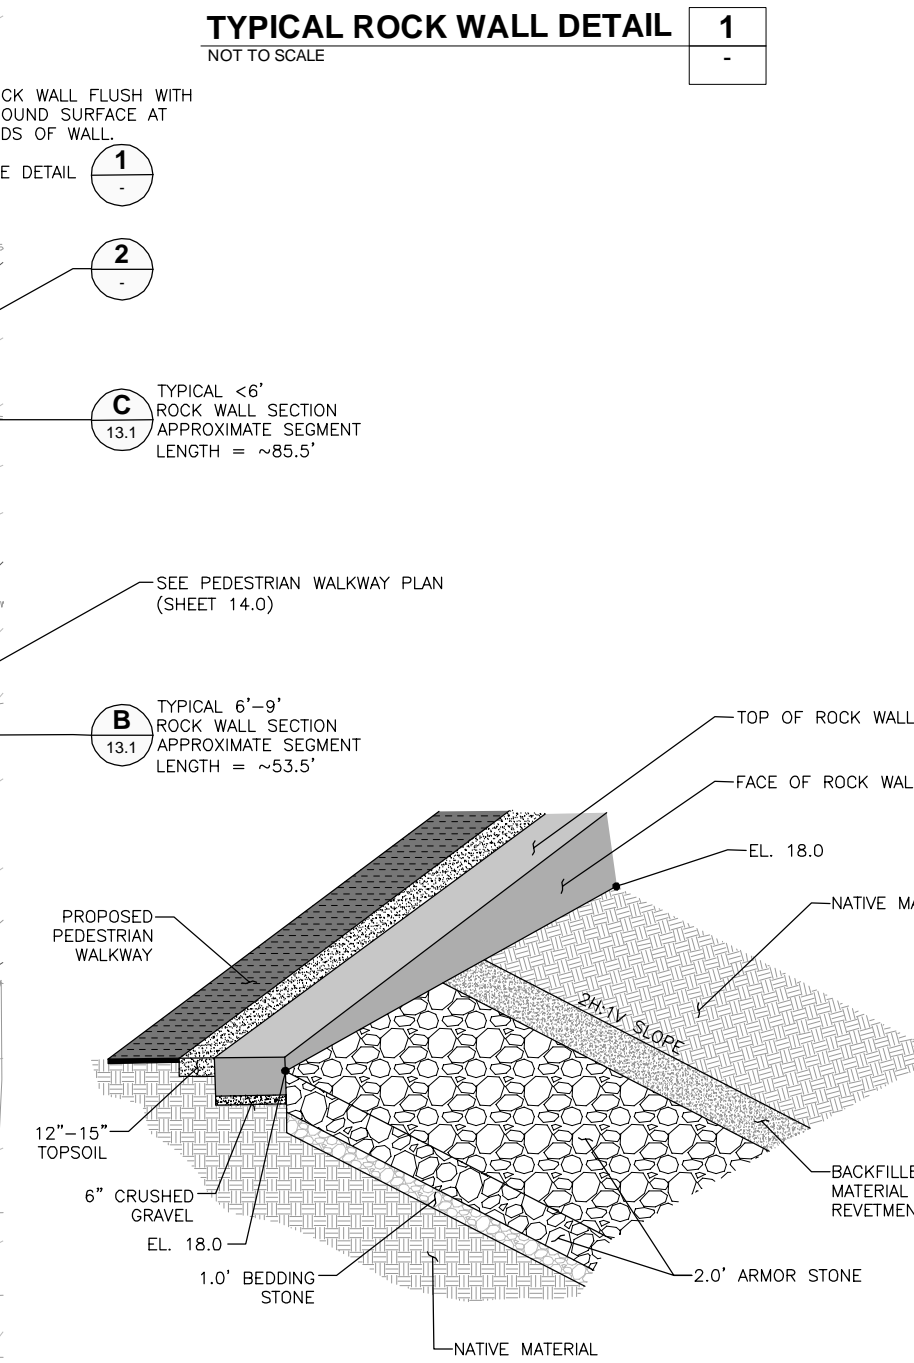 TYPICAL ROCK WALL DETAIL
1
NOT TO SCALE
-
CK WALL FLUSH WITH
OUND SURFACE AT
DS OF WALL.
E DETAIL
1
-
2
-
C
13.1
TYPICAL <6'
ROCK WALL SECTION
APPROXIMATE SEGMENT
LENGTH = ~85.5'
SEE PEDESTRIAN WALKWAY PLAN
(SHEET 14.0)
B
13.1
TYPICAL 6'-9'
ROCK WALL SECTION
APPROXIMATE SEGMENT
LENGTH = ~53.5'
TOP OF ROCK WALL
FACE OF ROCK WAL
EL. 18.0
NATIVE MA
PROPOSED
PEDESTRIAN
WALKWAY
2H:1V SLOPE
12"-15"
TOPSOIL
6" CRUSHED
GRAVEL
EL. 18.0
1.0' BEDDING
STONE
BACKFILLE
MATERIAL
REVETMEN
2.0' ARMOR STONE
NATIVE MATERIAL